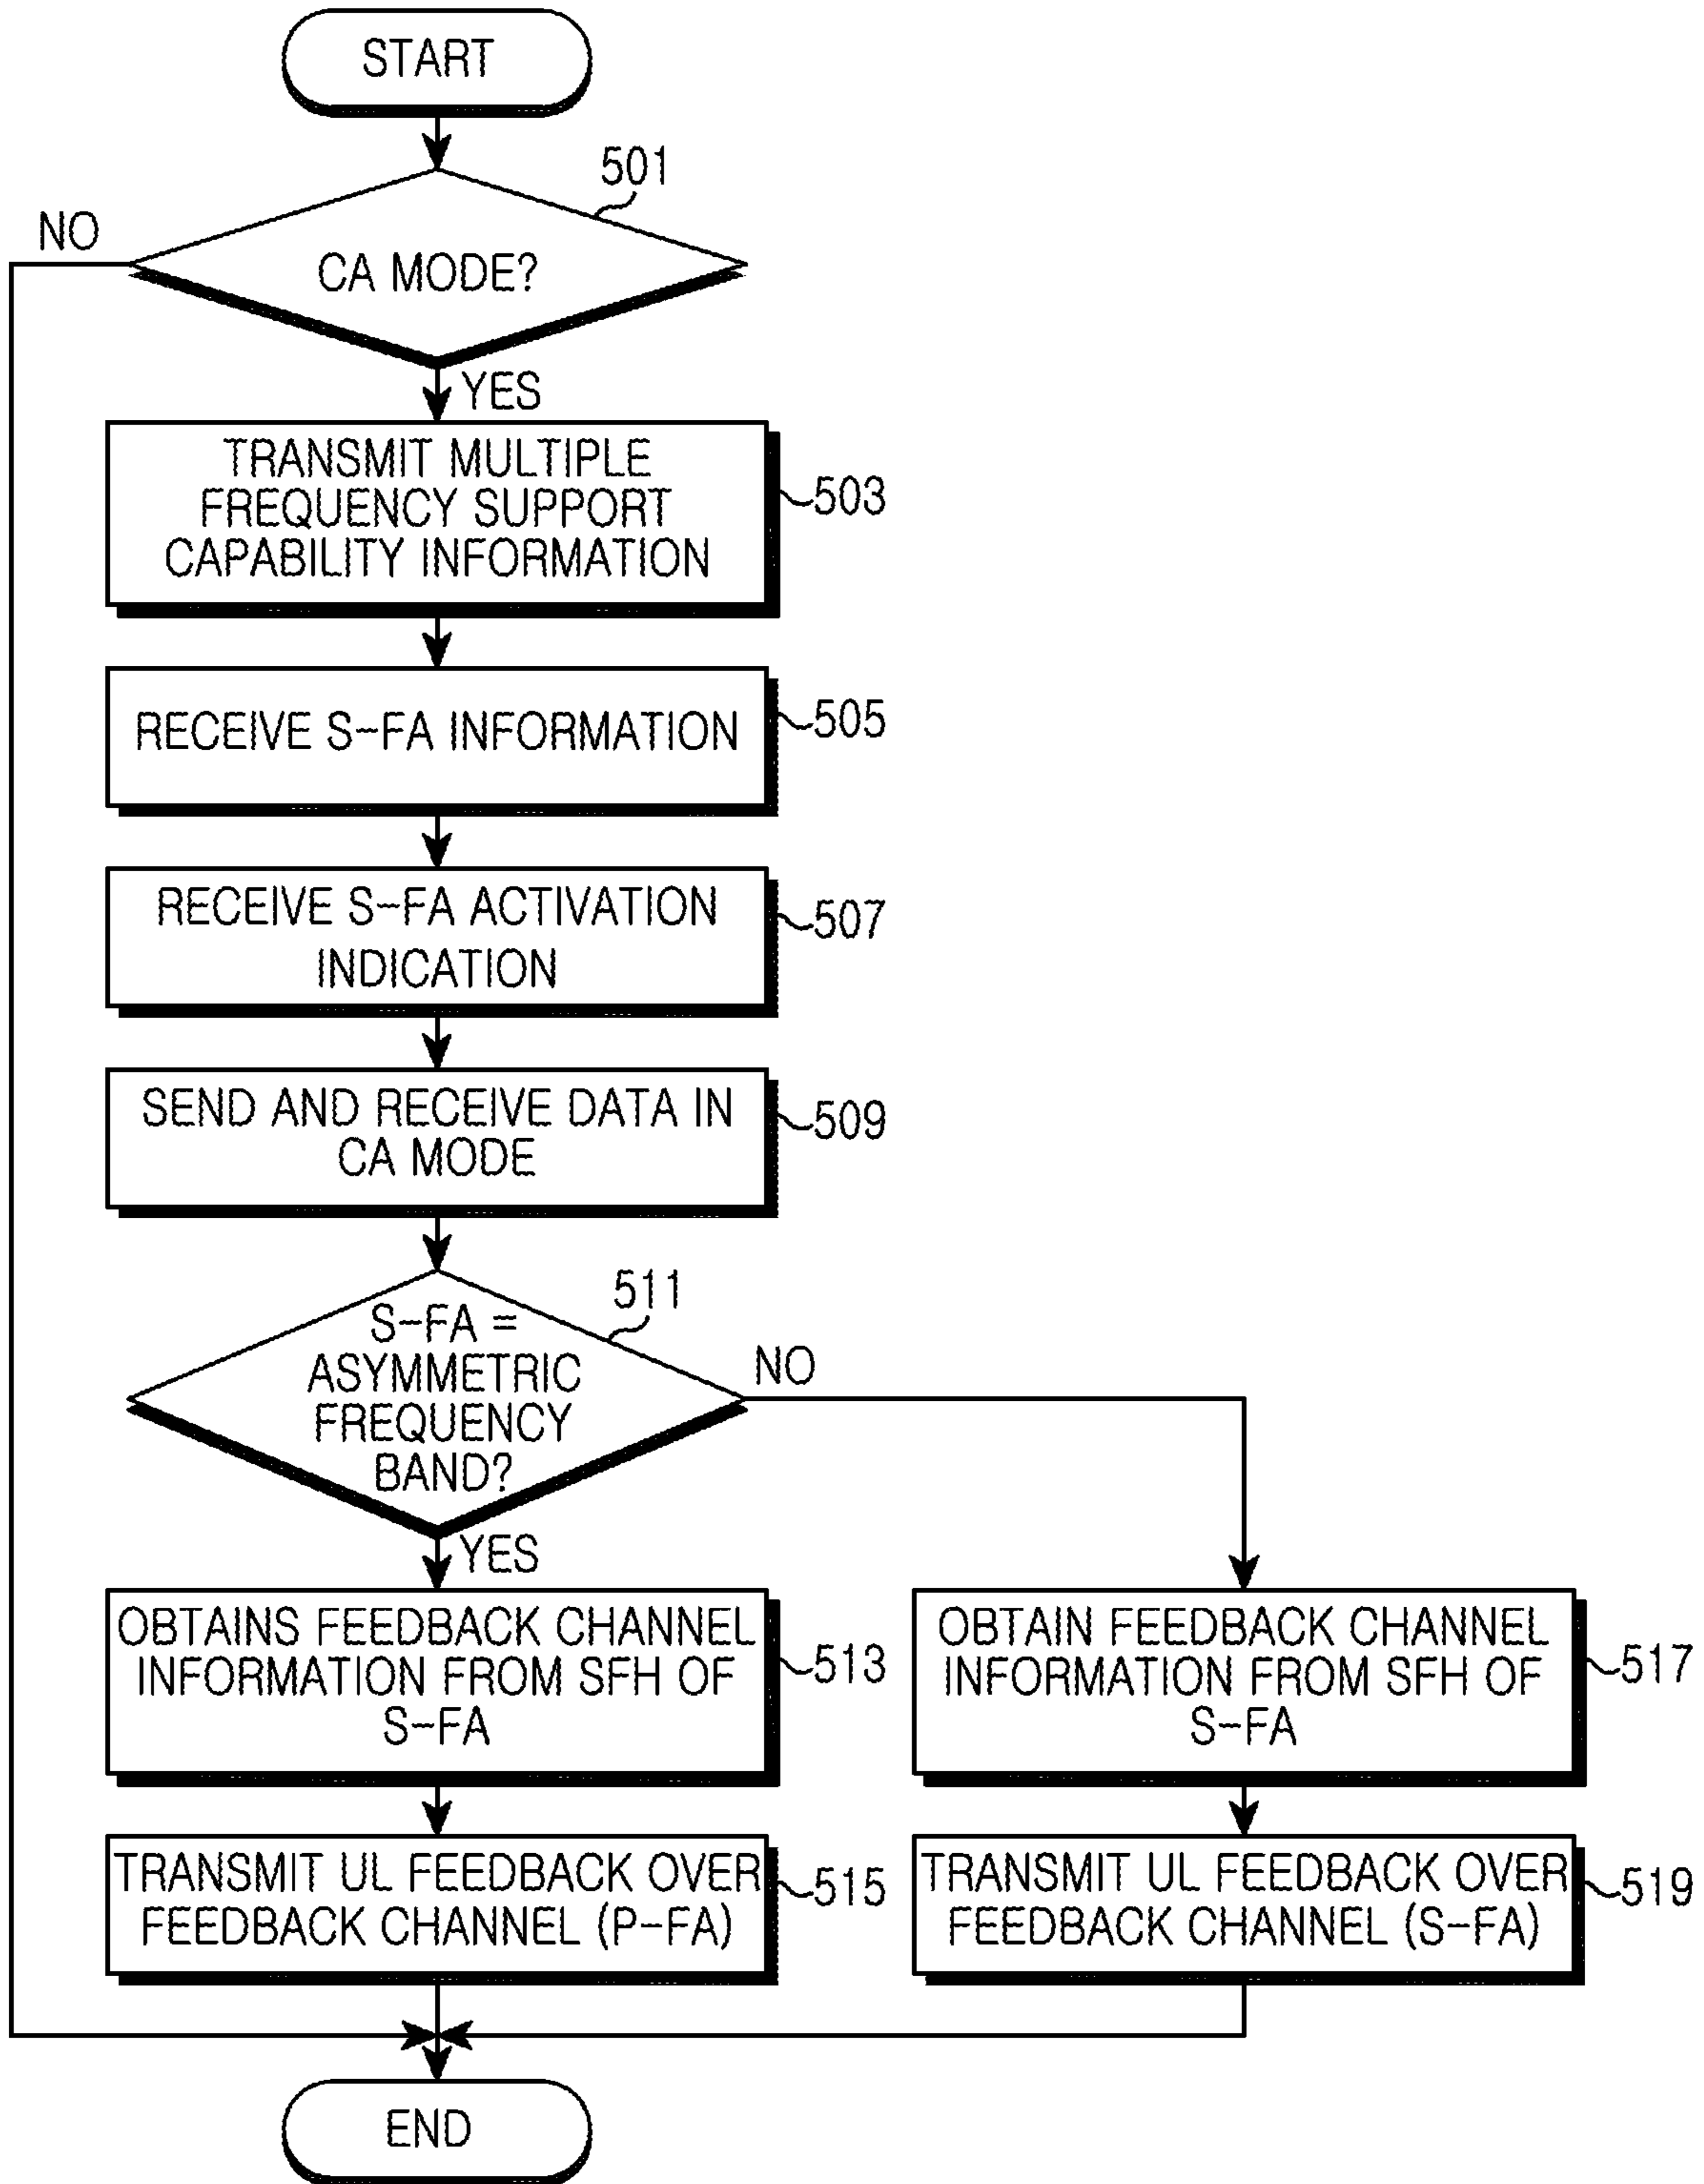 START
501
NO
CA MODE?
YES
TRANSMIT MULTIPLE
FREQUENCY SUPPORT
CAPABILITY INFORMATION
503
RECEIVE S-FA INFORMATION
505
RECEIVE S-FA ACTIVATION
INDICATION
507
SEND AND RECEIVE DATA IN
CA MODE
509
511
S-FA =
ASYMMETRIC
FREQUENCY
BAND?
NO
YES
OBTAINS FEEDBACK CHANNEL
INFORMATION FROM SFH OF
S-FA
513
OBTAIN FEEDBACK CHANNEL
INFORMATION FROM SFH OF
S-FA
517
TRANSMIT UL FEEDBACK OVER
FEEDBACK CHANNEL (P-FA)
515
TRANSMIT UL FEEDBACK OVER
FEEDBACK CHANNEL (S-FA)
519
END